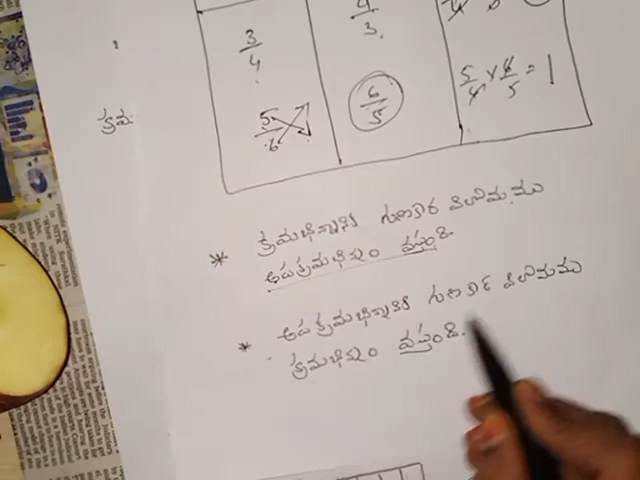 3/4 4/3
క్రమ 5/6 6/5 5/6 × 6/5 = 1
* క్రమభిన్నానికి గుణకార విలోమము
అపక్రమభిన్నం వస్తుంది.
* అపక్రమభిన్నానికి గుణకార విలోమము
క్రమభిన్నం వస్తుంది.